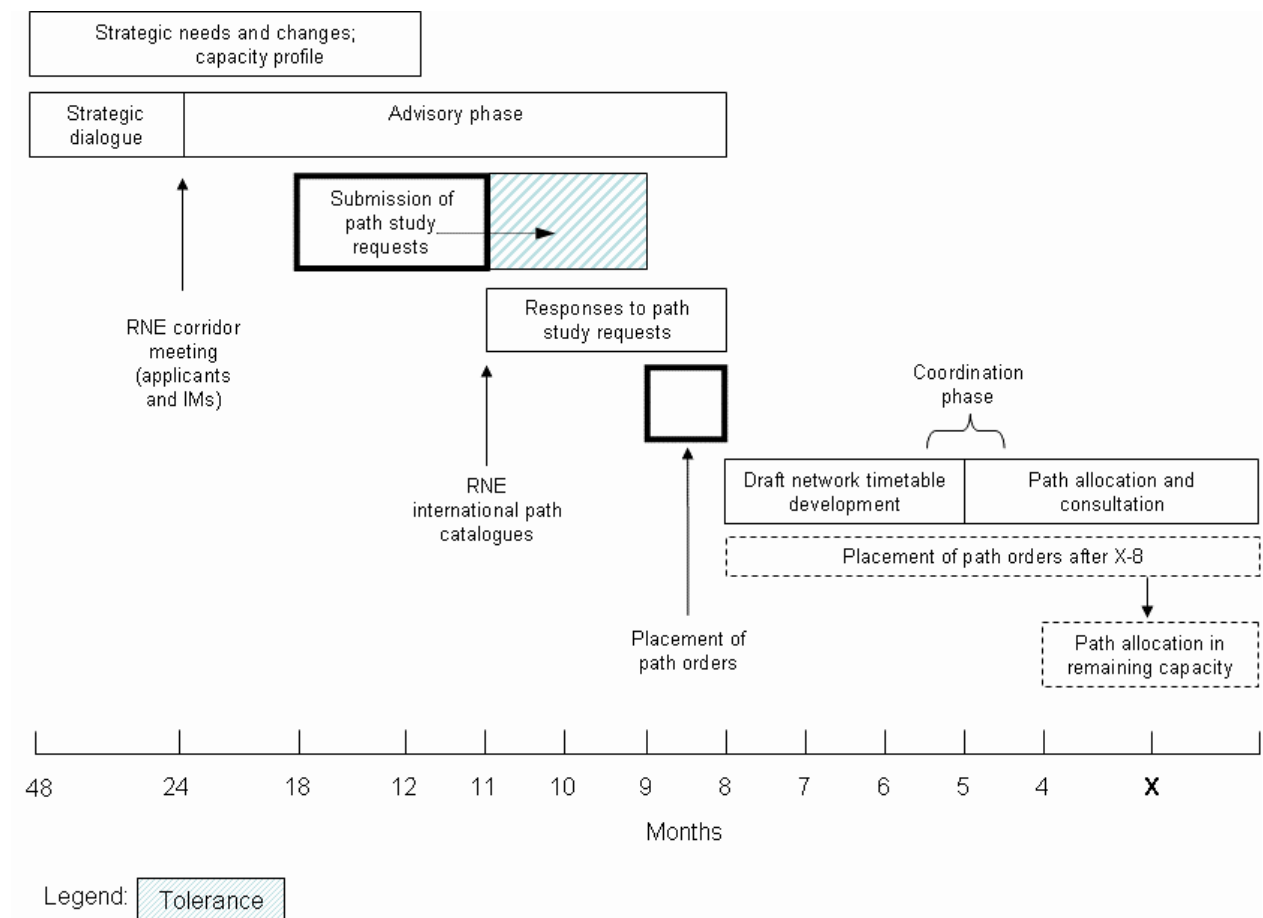 Strategic needs and changes;
capacity profile
Strategic
dialogue
Advisory phase
Submission of
path study
requests
Responses to path
study requests
RNE corridor
meeting
(applicants
and IMs)
Coordination
phase
RNE
international path
catalogues
Draft network timetable
development
Path allocation and
consultation
Placement of path orders after X-8
Placement of
path orders
Path allocation in
remaining capacity
48 24 18 12 11 10 9 8 7 6 5 4 X
Months
Legend: Tolerance